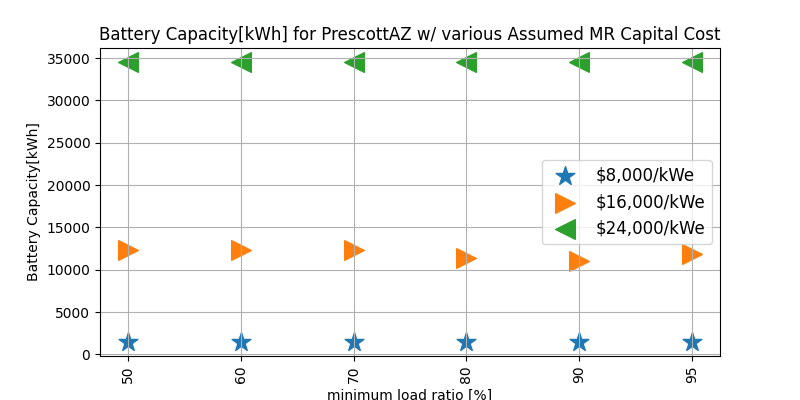 Battery Capacity[kWh] for PrescottAZ w/ various Assumed MR Capital Cost
Battery Capacity[kWh]
35000
30000
25000
20000
15000
10000
5000
0
$8,000/kWe
$16,000/kWe
$24,000/kWe
50
60
70
80
90
95
minimum load ratio [%]